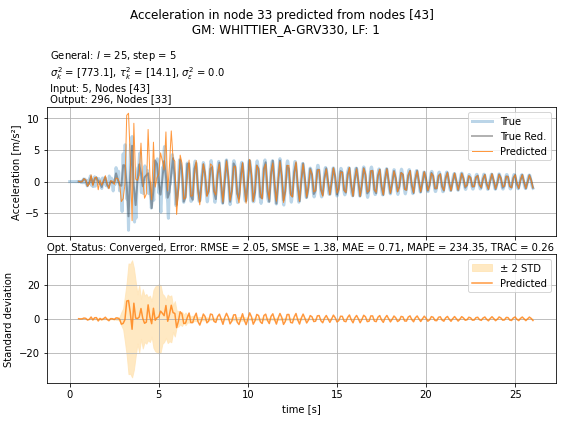 Acceleration in node 33 predicted from nodes [43]
GM: WHITTIER_A-GRV330, LF: 1
General: l = 25, step = 5
σ²ₖ = [773.1], τ²ₖ = [14.1], σ²ε = 0.0
Input: 5, Nodes [43]
Output: 296, Nodes [33]
Acceleration [m/s²]
10
5
0
−5
True
True Red.
Predicted
Opt. Status: Converged, Error: RMSE = 2.05, SMSE = 1.38, MAE = 0.71, MAPE = 234.35, TRAC = 0.26
Standard deviation
20
0
−20
± 2 STD
Predicted
0 5 10 15 20 25
time [s]